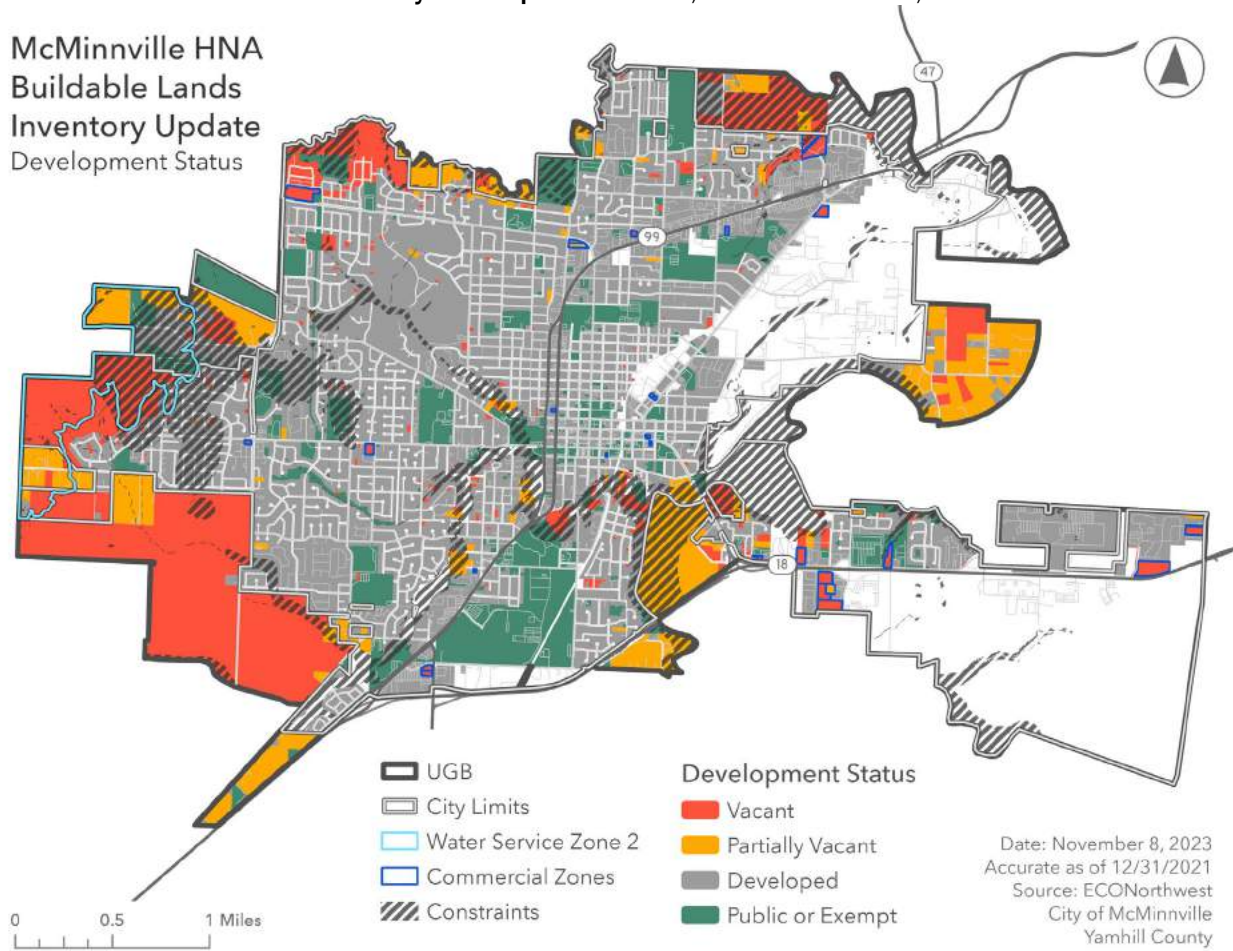 McMinnville HNA
Buildable Lands
Inventory Update
Development Status
47
99
18
UGB
City Limits
Water Service Zone 2
Commercial Zones
Constraints
Development Status
Vacant
Partially Vacant
Developed
Public or Exempt
Date: November 8, 2023
Accurate as of 12/31/2021
Source: ECONorthwest
City of McMinnville
Yamhill County
0 0.5 1 Miles